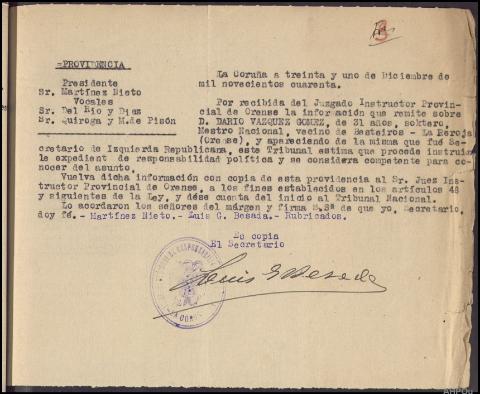 -PROVIDENCIA
Presidente
Sr. Martínez Nieto
Vocales
Sr. Del Rio y Diaz
Sr. Quiroga y M. de Pisón
La Coruña a treinta y uno de Diciembre de
mil novecientos cuarenta.
Por recibida del Juzgado Instructor Provin-
cial de Orense la información que remite sobre
D. DARIO VAZQUEZ GOMEZ, de 31 años, soltero,
Mestro Nacional, vecino de Besteiros - La Peroja
(Orense), y apareciendo de la misma que fué Se-
cretario de Izquierda Republicana, este Tribunal estima que procede instruir
le expedient de responsabilidad política y se considera competente para co-
nocer del asunto.
Vuelva dicha información con copia de esta providencia al Sr. Juez Ins-
tructor Provincial de Orense, a los fines establecidos en los artículos 48
y siguientes de la Ley, y dése cuenta del inicio al Tribunal Nacional.
Lo acordaron los señores del márgen y firma S.Sª de que yo, Secretario,
doy fé.- Martínez Nieto.- Luis G. Besada.- Rubricados.
Es copia
El Secretario
Luis G Besada
AHPOU